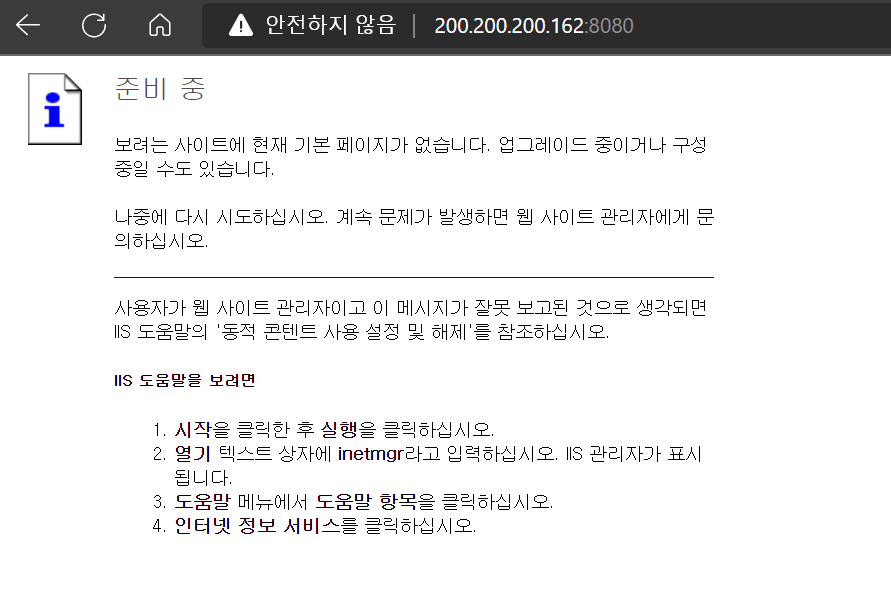 안전하지 않음 | 200.200.200.162:8080
준비 중
보려는 사이트에 현재 기본 페이지가 없습니다. 업그레이드 중이거나 구성
중일 수도 있습니다.
나중에 다시 시도하십시오. 계속 문제가 발생하면 웹 사이트 관리자에게 문
의하십시오.
사용자가 웹 사이트 관리자이고 이 메시지가 잘못 보고된 것으로 생각되면
IIS 도움말의 '동적 콘텐트 사용 설정 및 해제'를 참조하십시오.
IIS 도움말을 보려면
1. 시작을 클릭한 후 실행을 클릭하십시오.
2. 열기 텍스트 상자에 inetmgr라고 입력하십시오. IIS 관리자가 표시
됩니다.
3. 도움말 메뉴에서 도움말 항목을 클릭하십시오.
4. 인터넷 정보 서비스를 클릭하십시오.